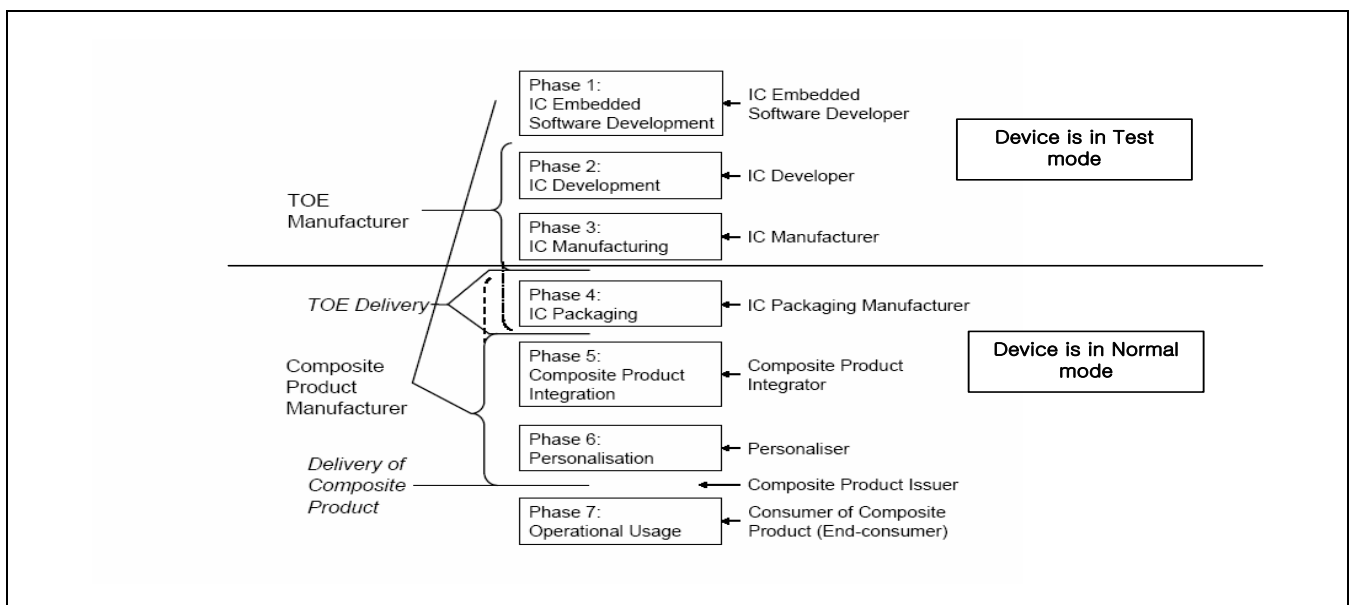 Phase 1:
IC Embedded
Software Development
IC Embedded
Software Developer
Device is in Test
mode
Phase 2:
IC Development
IC Developer
TOE
Manufacturer
Phase 3:
IC Manufacturing
IC Manufacturer
TOE Delivery
Phase 4:
IC Packaging
IC Packaging Manufacturer
Device is in Normal
mode
Composite
Product
Manufacturer
Phase 5:
Composite Product
Integration
Composite Product
Integrator
Phase 6:
Personalisation
Personaliser
Delivery of
Composite
Product
Composite Product Issuer
Phase 7:
Operational Usage
Consumer of Composite
Product (End-consumer)